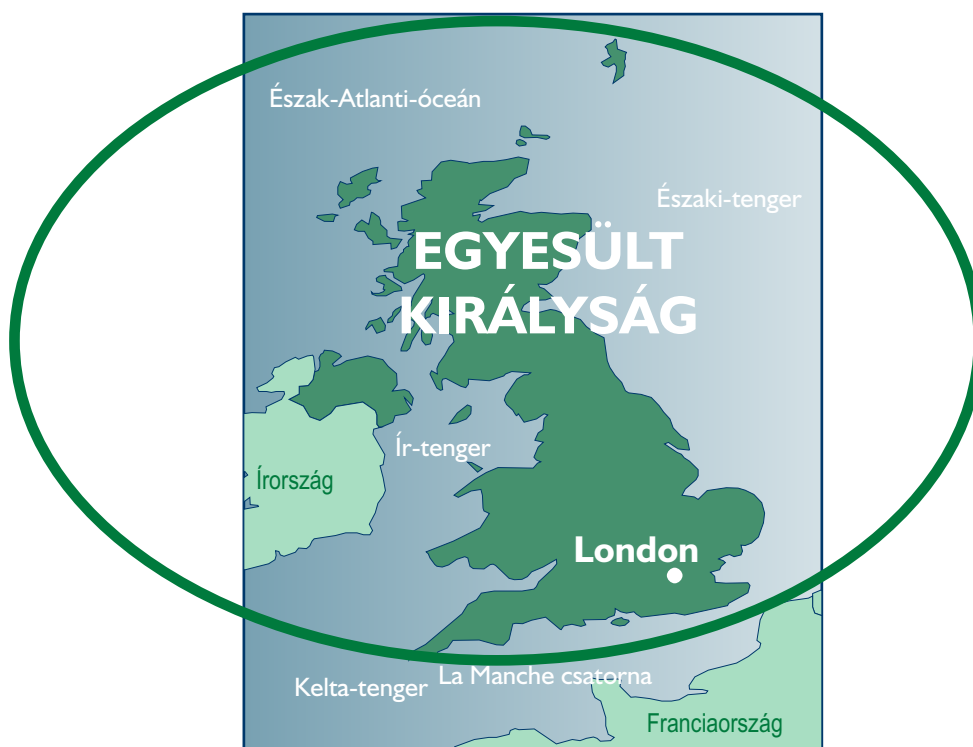 Észak-Atlanti-óceán
Északi-tenger
EGYESÜLT
KIRÁLYSÁG
Ír-tenger
Írország
London
La Manche csatorna
Kelta-tenger
Franciaország